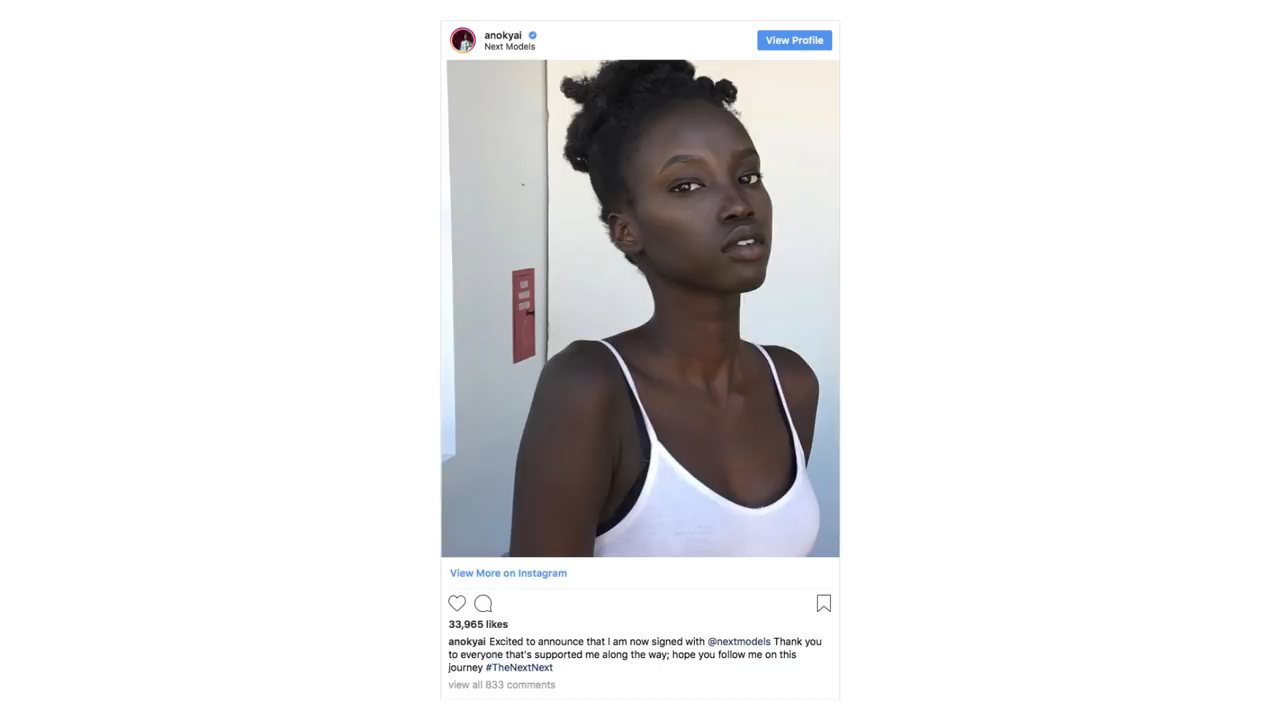 anokyai
Next Models
View Profile
View More on Instagram
33,965 likes
anokyai Excited to announce that I am now signed with @nextmodels Thank you
to everyone that's supported me along the way; hope you follow me on this
journey #TheNextNext
view all 833 comments